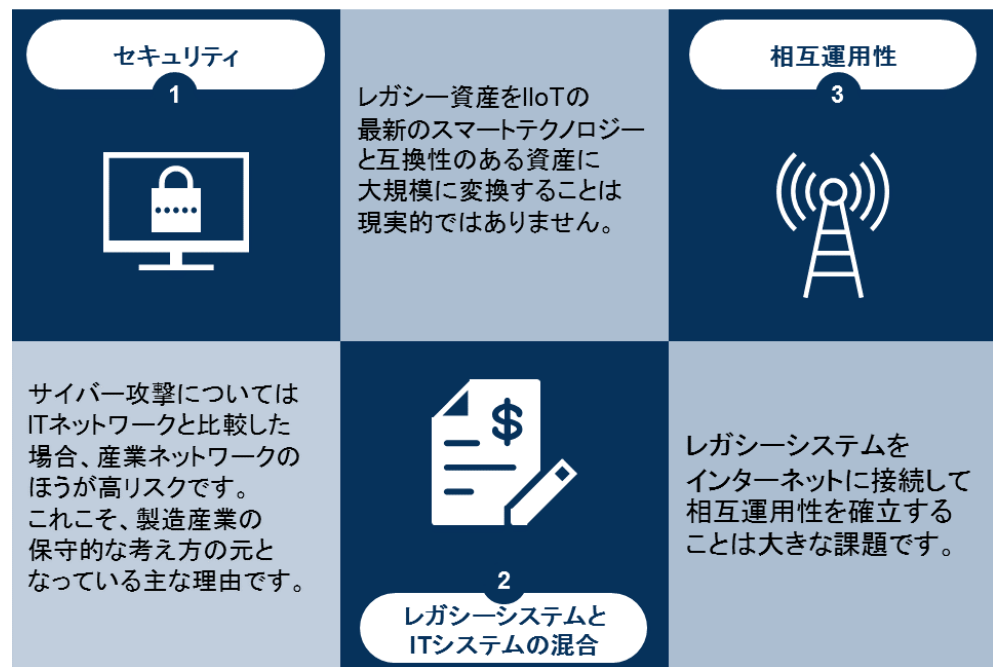 セキュリティ
1
サイバー攻撃については
ITネットワークと比較した
場合、産業ネットワークの
ほうが高リスクです。
これこそ、製造産業の
保守的な考え方の元と
なっている主な理由です。
レガシー資産をIIoTの
最新のスマートテクノロジー
と互換性のある資産に
大規模に変換することは
現実的ではありません。
$
2
レガシーシステムと
ITシステムの混合
相互運用性
3
レガシーシステムを
インターネットに接続して
相互運用性を確立する
ことは大きな課題です。